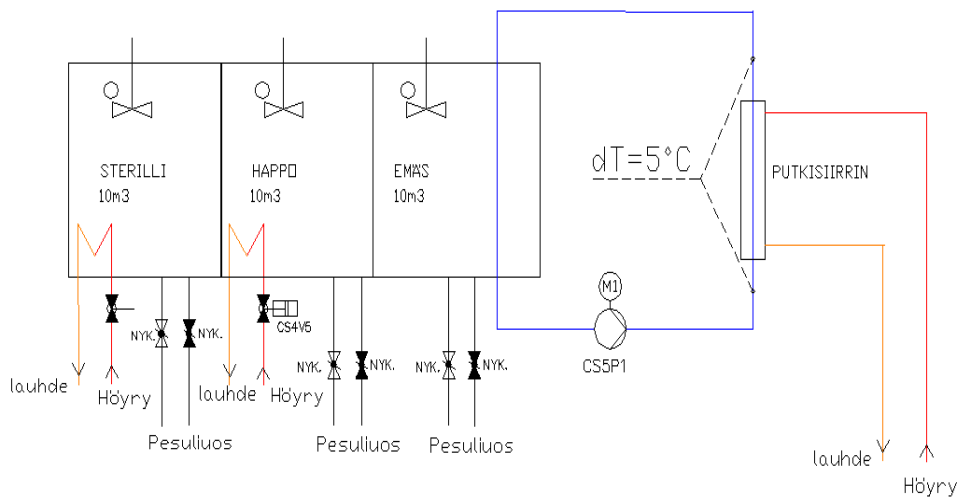 STERILLI
10m3
HAPPO
10m3
EMÄS
10m3
dT=5°C
PUTKISIIRRIN
M1
CS5P1
CS4V5
NYK.
NYK.
NYK.
NYK.
NYK.
NYK.
lauhde
Höyry
lauhde
Höyry
Pesuliuos
Pesuliuos
Pesuliuos
lauhde
Höyry